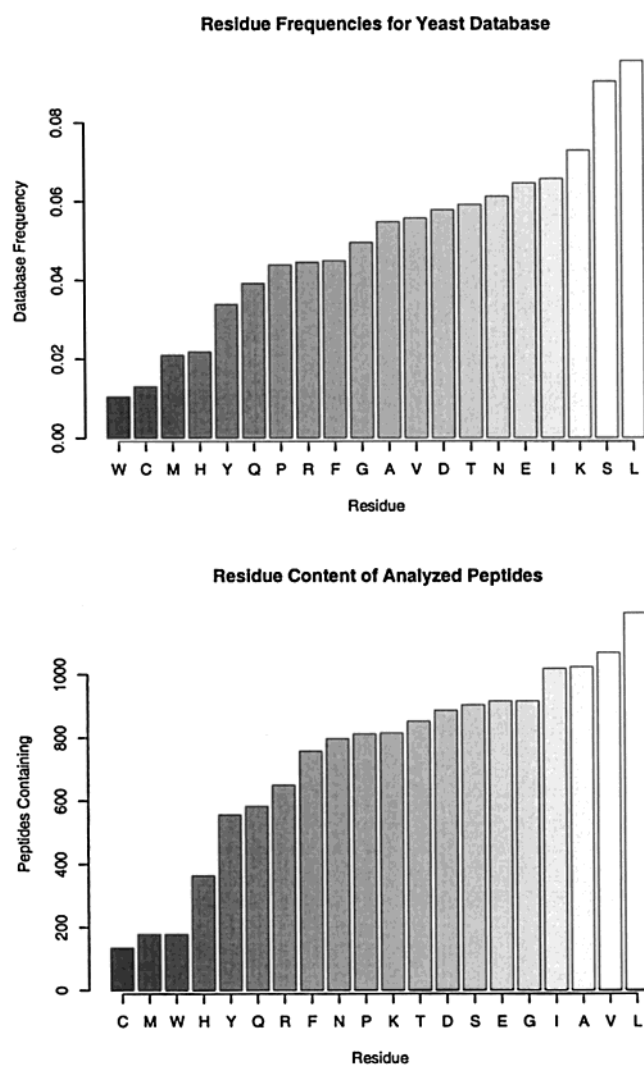 Residue Frequencies for Yeast Database
Database Frequency
0.08
0.06
0.04
0.02
0.00
W C M H Y Q P R F G A V D T N E I K S L
Residue
Residue Content of Analyzed Peptides
Peptides Containing
1000
800
600
400
200
0
C M W H Y Q R F N P K T D S E G I A V L
Residue